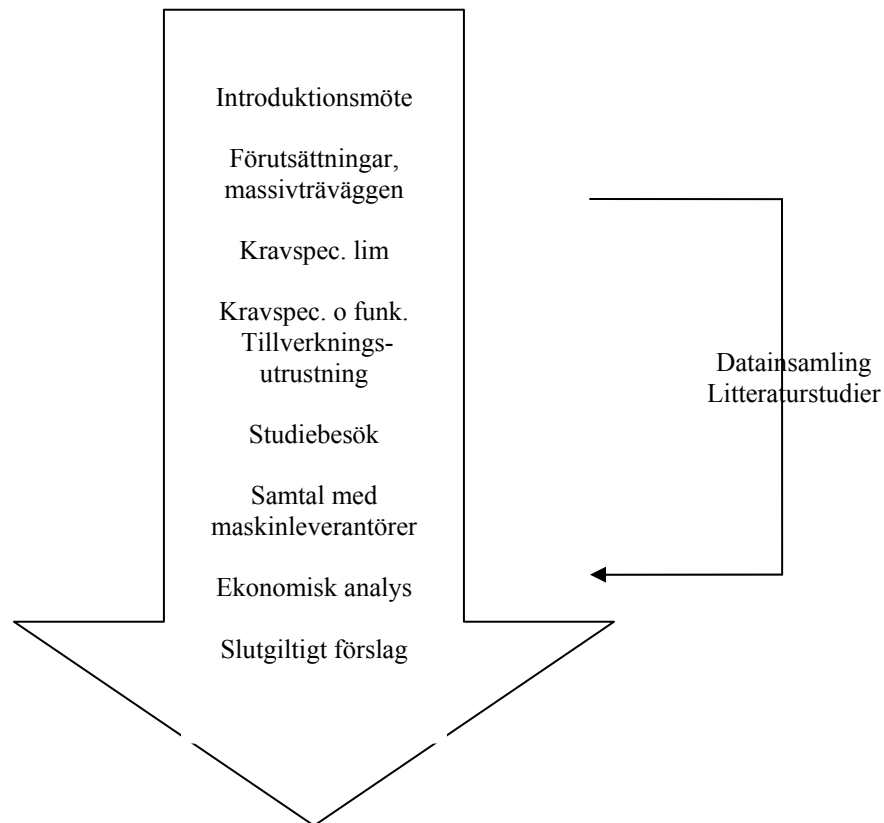 Introduktionsmöte
Förutsättningar,
massivträväggen
Kravspec. lim
Kravspec. o funk.
Tillverknings-
utrustning
Studiebesök
Samtal med
maskinleverantörer
Ekonomisk analys
Slutgiltigt förslag
Datainsamling
Litteraturstudier